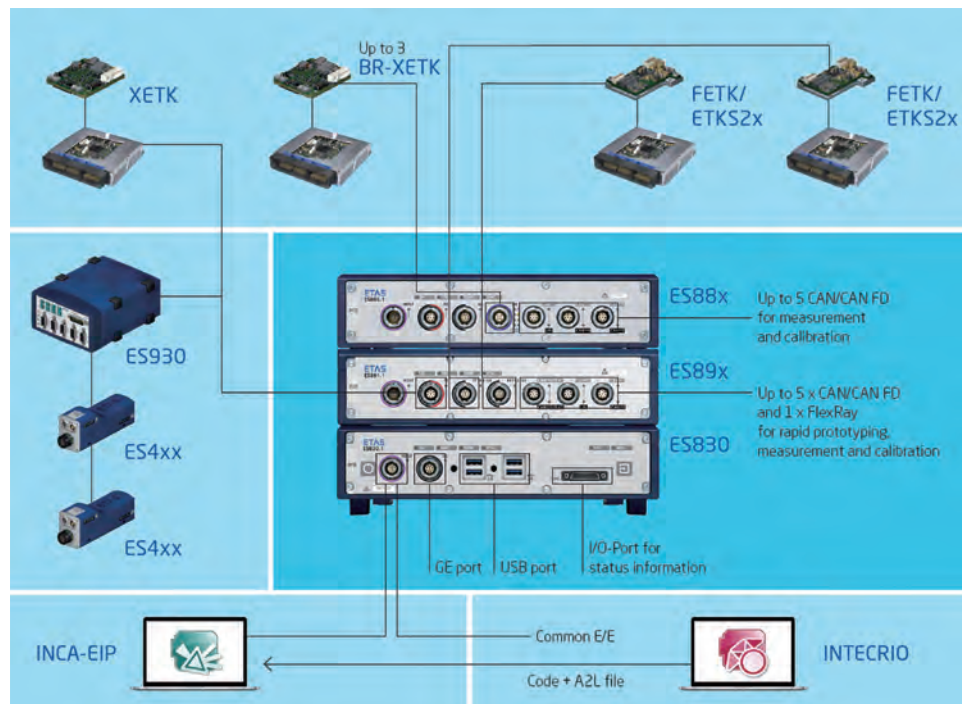 XETK
Up to 3
BR-XETK
FETK/
ETKS2x
FETK/
ETKS2x
ES930
ES4xx
ES4xx
ETAS
ES88x
Up to 5 CAN/CAN FD
for measurement
and calibration
ETAS
ES89x
Up to 5 x CAN/CAN FD
and 1 x FlexRay
for rapid prototyping,
measurement and calibration
ETAS
ES830
GE port
USB port
I/O-Port for
status information
INCA-EIP
Common E/E
Code + A2L file
INTECRIO